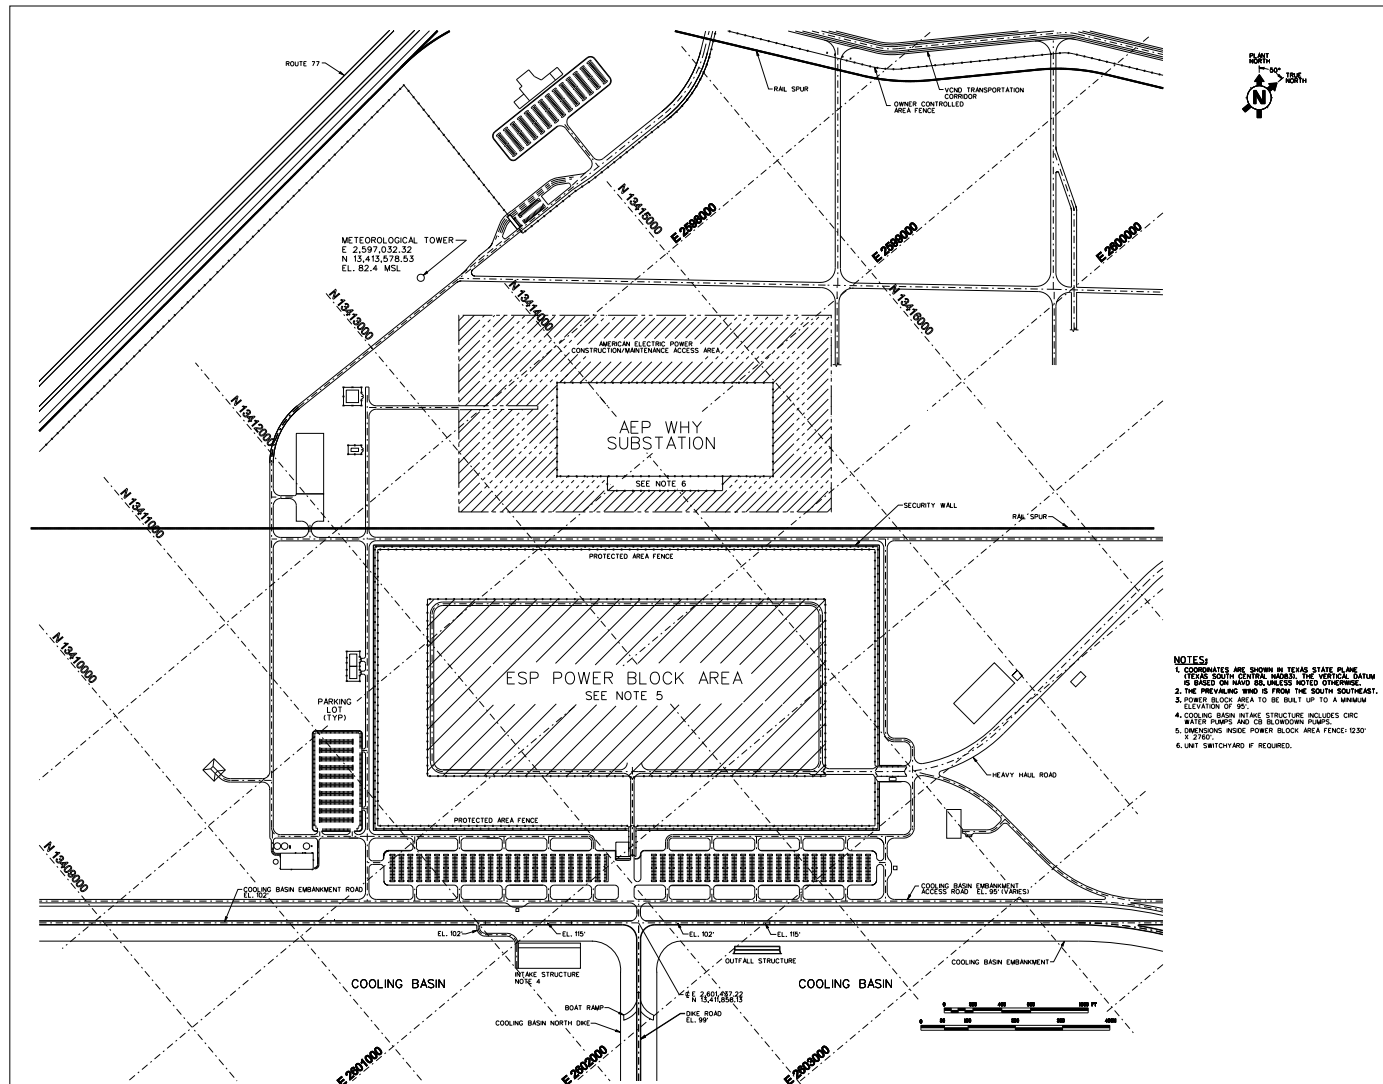 ROUTE 77
RAIL SPUR
VCND TRANSPORTATION
CORRIDOR
OWNER CONTROLLED
AREA FENCE
PLANT
NORTH
50°
TRUE
NORTH
N
N 13415000
E 2598000
E 2599000
E 2600000
METEOROLOGICAL TOWER
E 2,597,032.32
N 13,413,578.53
EL. 82.4 MSL
N 13413000
N 13414000
N 13416000
AMERICAN ELECTRIC POWER
CONSTRUCTION/MAINTENANCE ACCESS AREA
N 13412000
AEP WHY
SUBSTATION
SEE NOTE 6
N 13411000
SECURITY WALL
RAIL SPUR
PROTECTED AREA FENCE
N 13410000
ESP POWER BLOCK AREA
SEE NOTE 5
PARKING
LOT
(TYP)
NOTES:
1. COORDINATES ARE SHOWN IN TEXAS STATE PLANE
(TEXAS SOUTH CENTRAL NAD83). THE VERTICAL DATUM
IS BASED ON NAVD 88, UNLESS NOTED OTHERWISE.
2. THE PREVAILING WIND IS FROM THE SOUTH SOUTHEAST.
3. POWER BLOCK AREA TO BE BUILT UP TO A MINIMUM
ELEVATION OF 95'.
4. COOLING BASIN INTAKE STRUCTURE INCLUDES CIRC
WATER PUMPS AND CB BLOWDOWN PUMPS.
5. DIMENSIONS INSIDE POWER BLOCK AREA FENCE: 1230'
X 2760'.
6. UNIT SWITCHYARD IF REQUIRED.
HEAVY HAUL ROAD
PROTECTED AREA FENCE
N 13409000
COOLING BASIN EMBANKMENT ROAD
EL. 102'
COOLING BASIN EMBANKMENT
ACCESS ROAD EL. 95' (VARIES)
EL. 102'
EL. 115'
EL. 102'
EL. 115'
OUTFALL STRUCTURE
COOLING BASIN EMBANKMENT
INTAKE STRUCTURE
NOTE 4
COOLING BASIN
COOLING BASIN
BOAT RAMP
COOLING BASIN NORTH DIKE
N 13,411,858.13
DIKE ROAD
EL. 99'
E 2601000
E 2602000
E 2603000